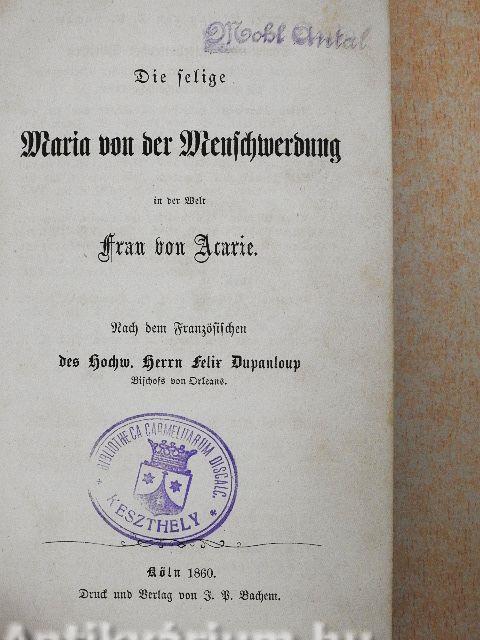 Mohl Antal
Die selige
Maria von der Menschwerdung
in der Welt
Frau von Acarie.
Nach dem Französischen
des Hochw. Herrn Felix Dupanloup
Bischofs von Orleans.
BIBLIOTHECA CARMELITARUM DISCALC.
KESZTHELY
Köln 1860.
Druck und Verlag von J. P. Bachem.
Antikvárium.hu